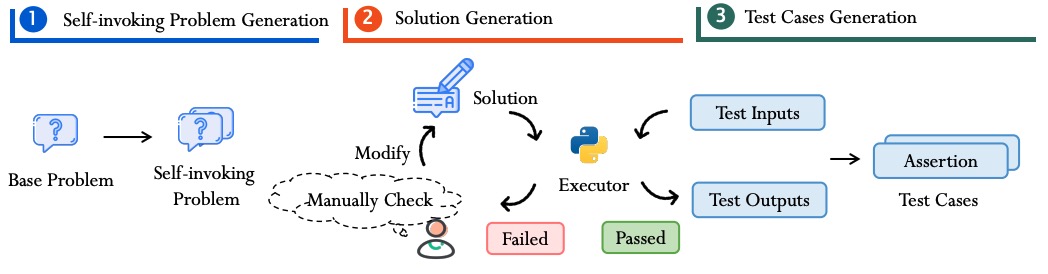 1 Self-invoking Problem Generation
2 Solution Generation
3 Test Cases Generation
Base Problem
Self-invoking
Problem
A
Solution
Modify
Manually Check
Executor
Failed
Passed
Test Inputs
Test Outputs
Assertion
Test Cases